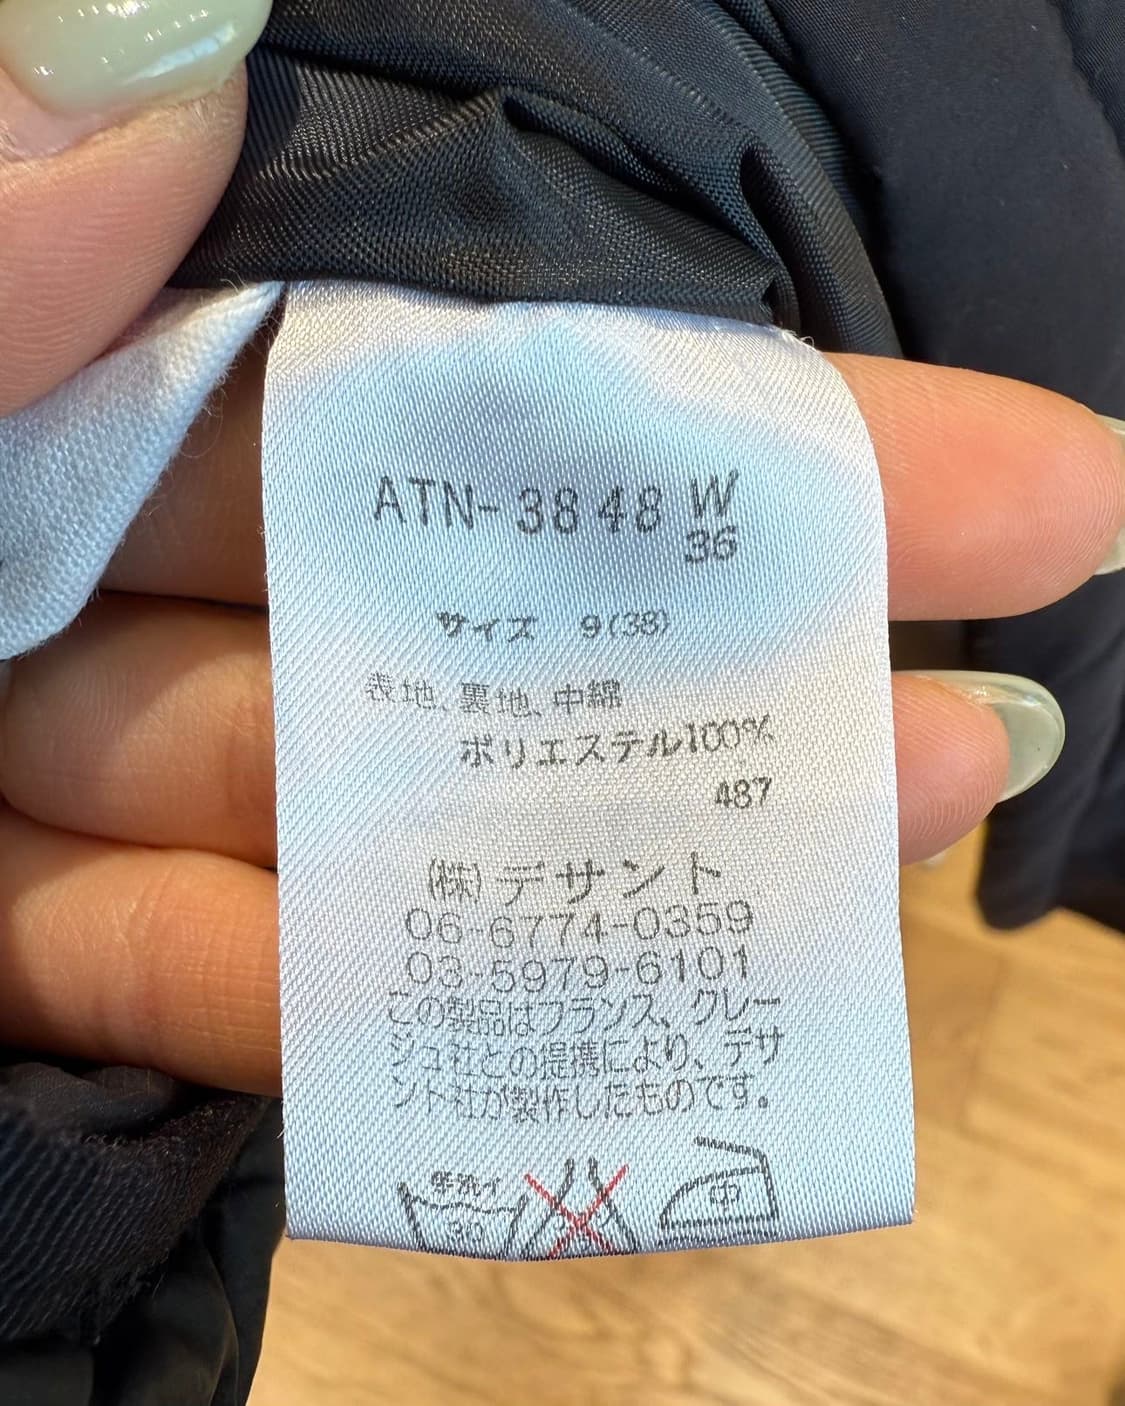 ATN-3848 W
36
サイズ 9(38)
表地、裏地、中綿
ポリエステル100%
487
(株)デサント
06-6774-0359
03-5979-6101
この製品はフランス、グレー
ジュ社との提携により、デサ
ント社が製作したものです。
手洗イ
30
中